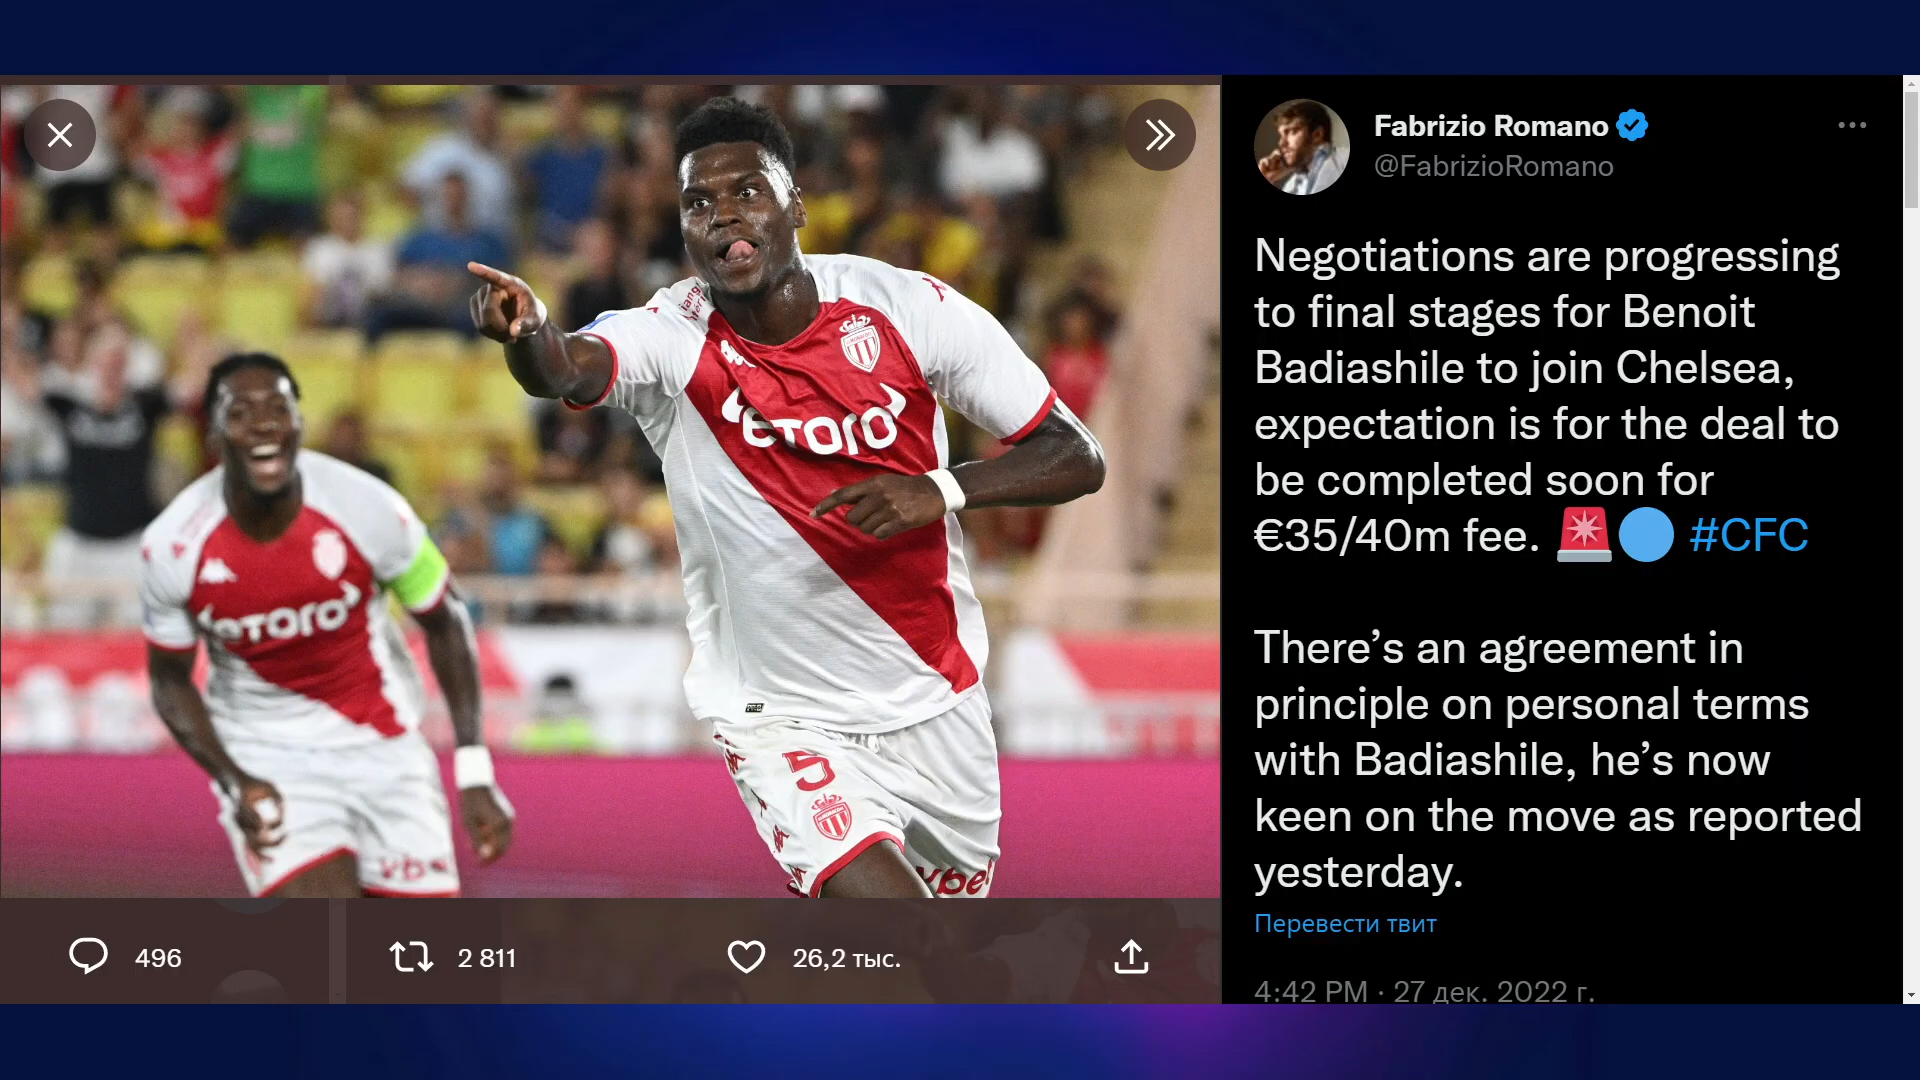 Fabrizio Romano
@FabrizioRomano
Negotiations are progressing
to final stages for Benoit
Badiashile to join Chelsea,
expectation is for the deal to
be completed soon for
€35/40m fee. 🚨🔵 #CFC
There’s an agreement in
principle on personal terms
with Badiashile, he’s now
keen on the move as reported
yesterday.
Перевести твит
4:42 PM · 27 дек. 2022 г.
eTORO
5
eTORO
496
2 811
26,2 тыс.